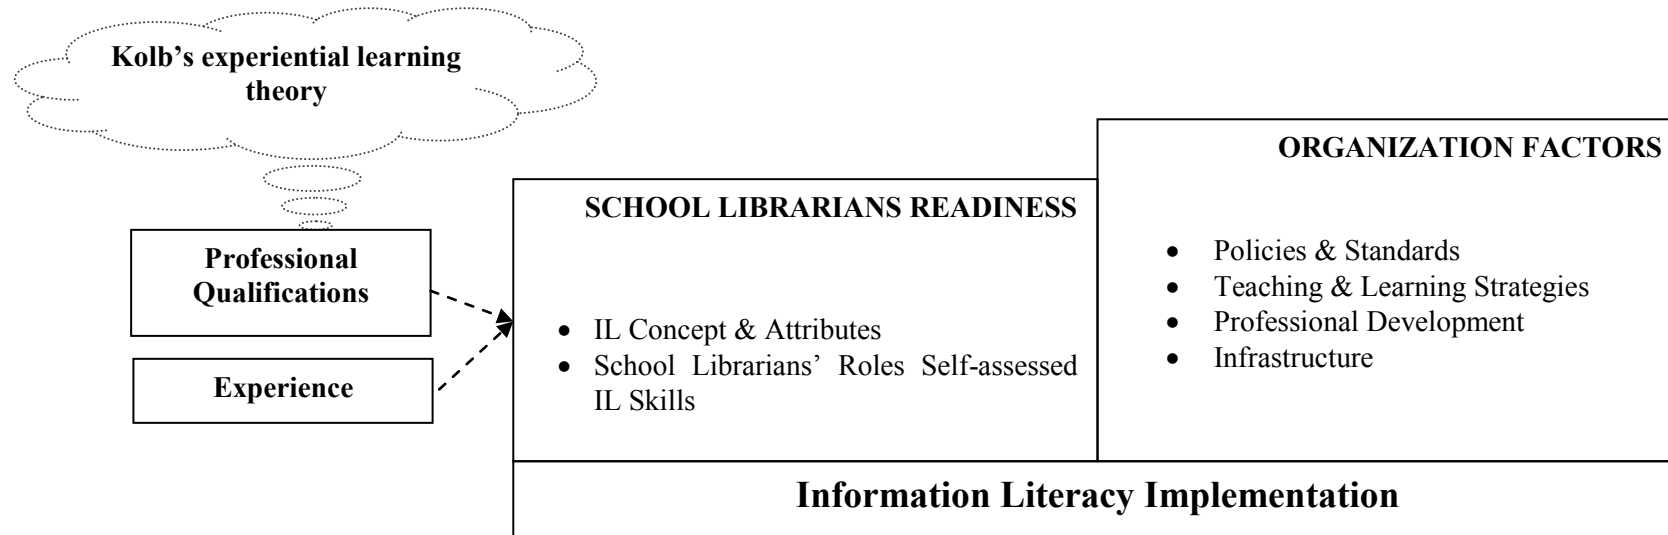 Kolb’s experiential learning
theory
Professional
Qualifications
Experience
SCHOOL LIBRARIANS READINESS
• IL Concept & Attributes
• School Librarians’ Roles Self-assessed
IL Skills
ORGANIZATION FACTORS
• Policies & Standards
• Teaching & Learning Strategies
• Professional Development
• Infrastructure
Information Literacy Implementation